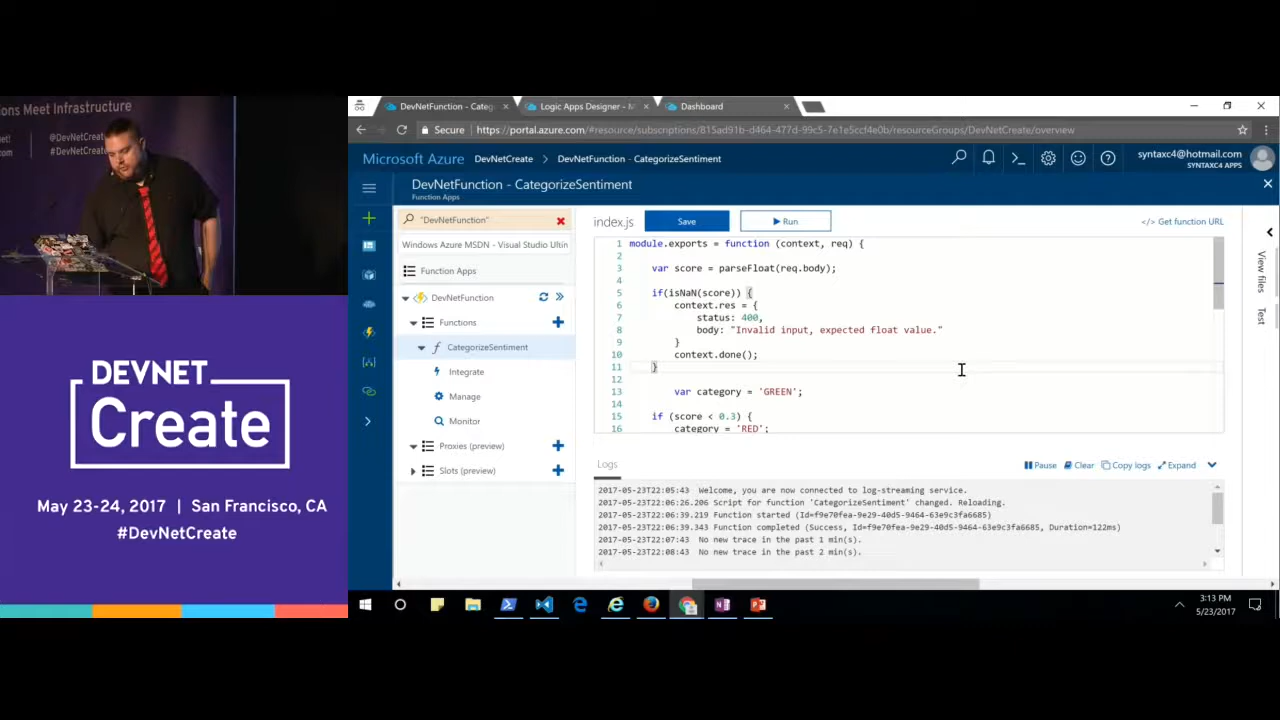 ions Meet Infrastructure
@DevNetCreate
#DevNetCrea
DEVNET
Create
May 23-24, 2017 | San Francisco, CA
#DevNetCreate
DevNetFunction - Categ
Logic Apps Designer - M
Dashboard
Secure
https://portal.azure.com/#resource/subscriptions/815ad91b-d464-477d-99c5-7e1e5ccf4e0b/resourceGroups/DevNetCreate/overview
Microsoft Azure DevNetCreate > DevNetFunction - CategorizeSentiment
syntaxc4@hotmail.com
SYNTAXC4 APPS
DevNetFunction - CategorizeSentiment
Function Apps
"DevNetFunction"
Windows Azure MSDN - Visual Studio Ultin
Function Apps
DevNetFunction
Functions
CategorizeSentiment
Integrate
Manage
Monitor
Proxies (preview)
Slots (preview)
index.js Save Run </> Get function URL
1 module.exports = function (context, req) {
2
3 var score = parseFloat(req.body);
4
5 if(isNaN(score)) {
6 context.res = {
7 status: 400,
8 body: "Invalid input, expected float value."
9 }
10 context.done();
11 }
12
13 var category = 'GREEN';
14
15 if (score < 0.3) {
16 category = 'RED';
View files
Test
Logs Pause Clear Copy logs Expand
2017-05-23T22:05:43 Welcome, you are now connected to log-streaming service.
2017-05-23T22:06:26.206 Script for function 'CategorizeSentiment' changed. Reloading.
2017-05-23T22:06:39.219 Function started (Id=f9e70fea-9e29-40d5-9464-63e9c3fa6685)
2017-05-23T22:06:39.343 Function completed (Success, Id=f9e70fea-9e29-40d5-9464-63e9c3fa6685, Duration=122ms)
2017-05-23T22:07:43 No new trace in the past 1 min(s).
2017-05-23T22:08:43 No new trace in the past 2 min(s).
3:13 PM
5/23/2017